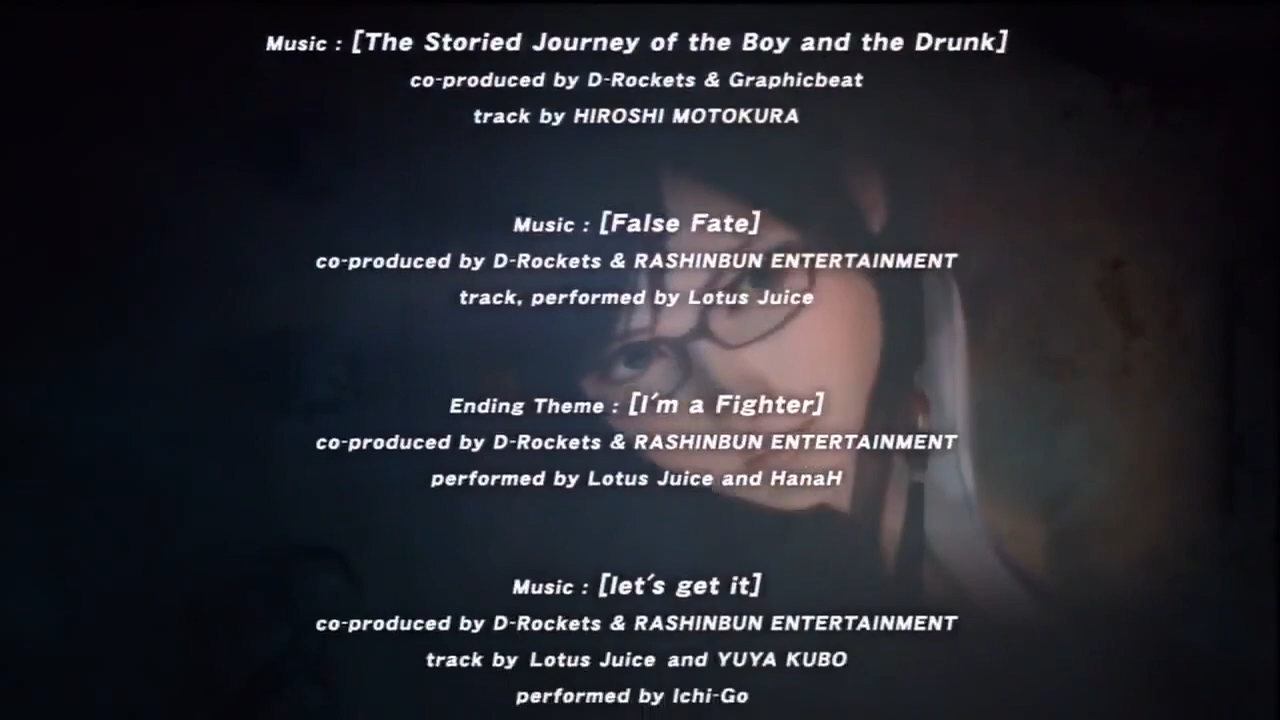 Music : [The Storied Journey of the Boy and the Drunk]
co-produced by D-Rockets & Graphicbeat
track by HIROSHI MOTOKURA
Music : [False Fate]
co-produced by D-Rockets & RASHINBUN ENTERTAINMENT
track, performed by Lotus Juice
Ending Theme : [I'm a Fighter]
co-produced by D-Rockets & RASHINBUN ENTERTAINMENT
performed by Lotus Juice and HanaH
Music : [let's get it]
co-produced by D-Rockets & RASHINBUN ENTERTAINMENT
track by Lotus Juice and YUYA KUBO
performed by Ichi-Go